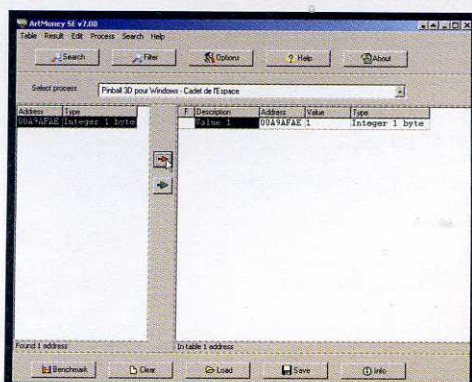 ArtMoney SE v7.00
Table Result Edit Process Search Help
Search Filter Options Help About
Select process Pinball 3D pour Windows - Cadet de l'Espace
Address Type
00A9AFAE Integer 1 byte
F Description Address Value Type
Value 1 00A9AFAE 1 Integer 1 byte
Found 1 address
In table 1 address
Benchmark Clear Load Save Info